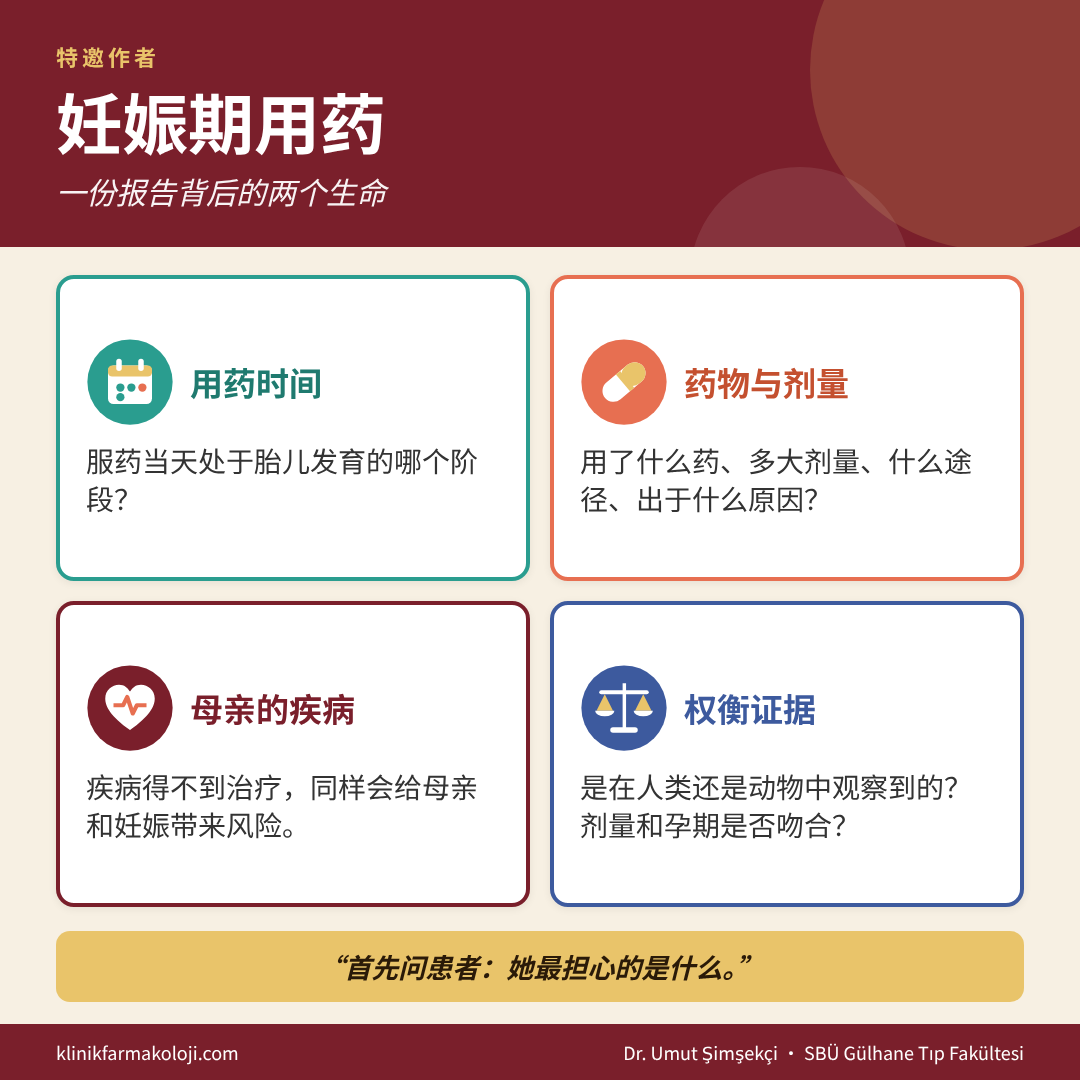 特邀作者
妊娠期用药
一份报告背后的两个生命
用药时间
服药当天处于胎儿发育的哪个阶
段？
药物与剂量
用了什么药、多大剂量、什么途
径、出于什么原因？
母亲的疾病
疾病得不到治疗，同样会给母亲
和妊娠带来风险。
权衡证据
是在人类还是动物中观察到的？
剂量和孕期是否吻合？
“首先问患者：她最担心的是什么。”
klinikfarmakoloji.com
Dr. Umut Şimşekçi • SBÜ Gülhane Tıp Fakültesi